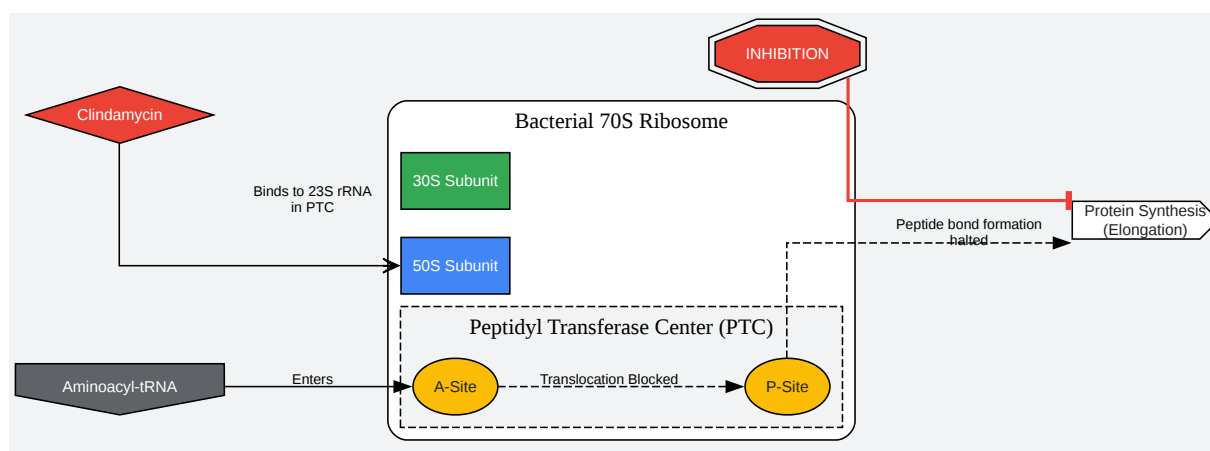 INHIBITION
Clindamycin
Bacterial 70S Ribosome
30S Subunit
Binds to 23S rRNA
in PTC
50S Subunit
Peptide bond formation
halted
Protein Synthesis
(Elongation)
Peptidyl Transferase Center (PTC)
Aminoacyl-tRNA
Enters
A-Site
Translocation Blocked
P-Site